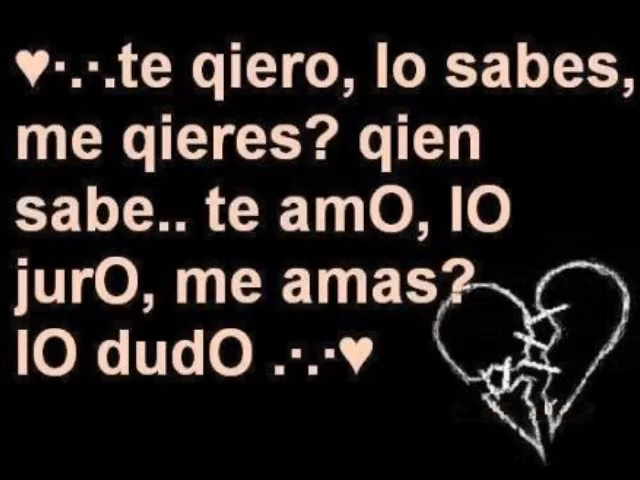 ♥·.·.te qiero, lo sabes,
me qieres? qien
sabe.. te amO, lO
jurO, me amas?
lO dudO .·.·♥